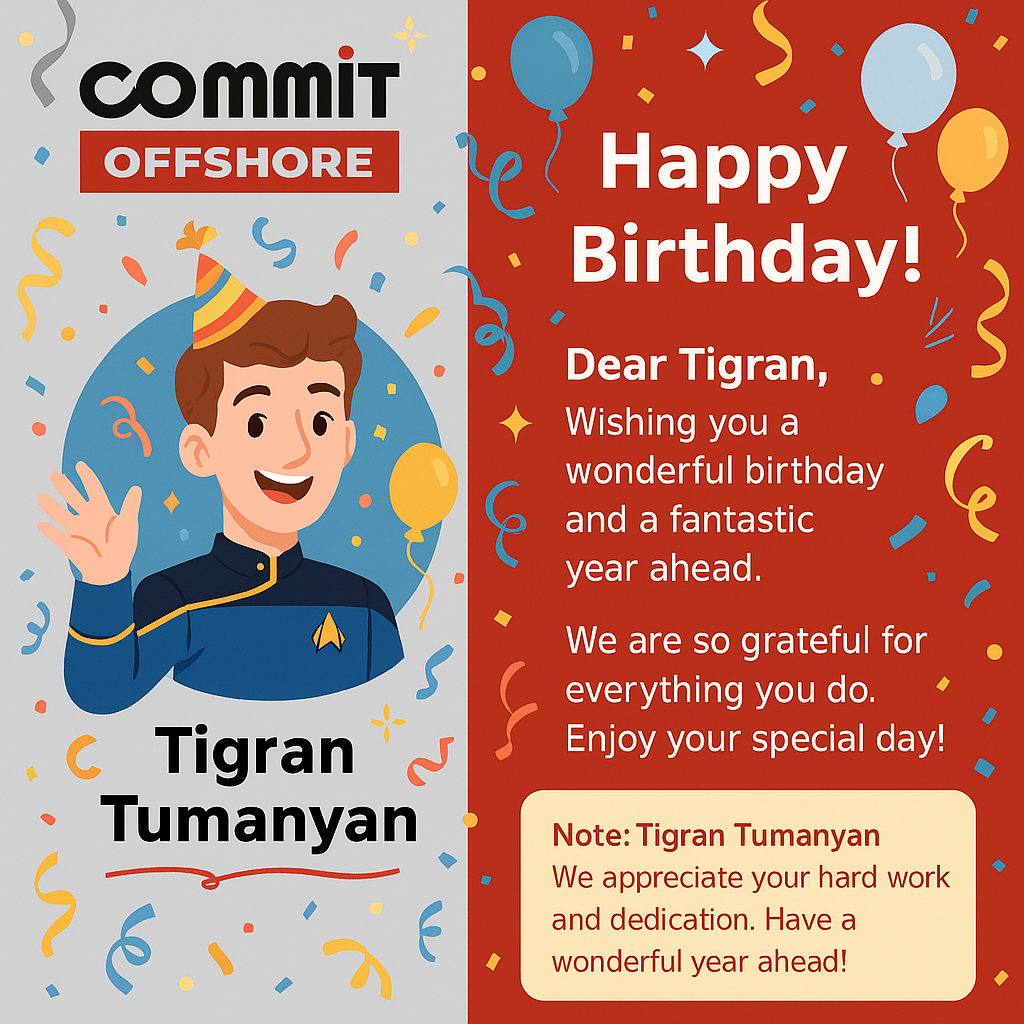 COMMIT
OFFSHORE
Tigran
Tumanyan
Happy
Birthday!
Dear Tigran,
Wishing you a
wonderful birthday
and a fantastic
year ahead.
We are so grateful for
everything you do.
Enjoy your special day!
Note: Tigran Tumanyan
We appreciate your hard work
and dedication. Have a
wonderful year ahead!